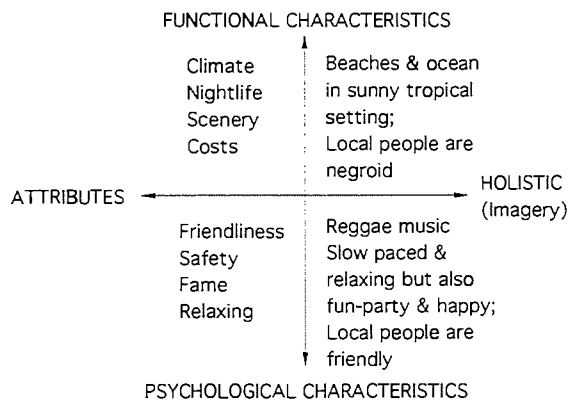 FUNCTIONAL CHARACTERISTICS
Climate
Nightlife
Scenery
Costs
Beaches & ocean
in sunny tropical
setting;
Local people are
negroid
ATTRIBUTES
HOLISTIC
(Imagery)
Friendliness
Safety
Fame
Relaxing
Reggae music
Slow paced &
relaxing but also
fun-party & happy;
Local people are
friendly
PSYCHOLOGICAL CHARACTERISTICS